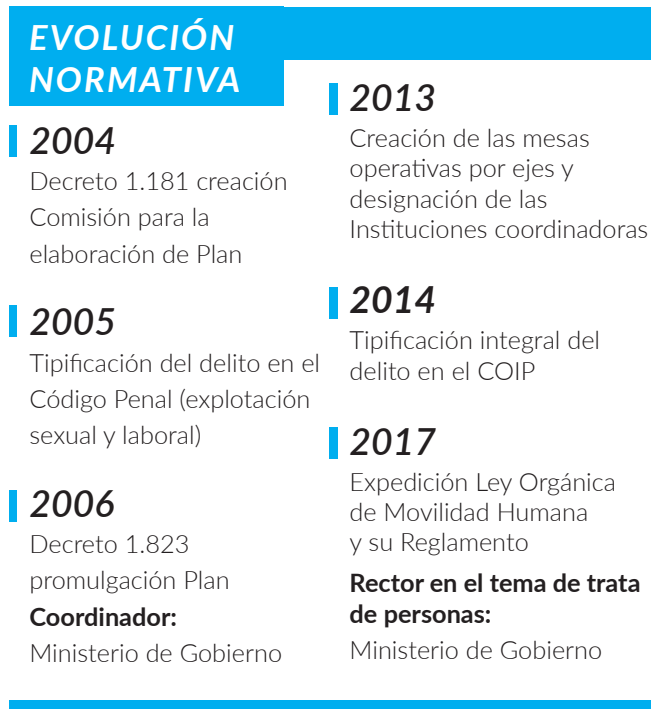 EVOLUCIÓN
NORMATIVA
2004
Decreto 1.181 creación
Comisión para la
elaboración de Plan
2005
Tipificación del delito en el
Código Penal (explotación
sexual y laboral)
2006
Decreto 1.823
promulgación Plan
Coordinador:
Ministerio de Gobierno
2013
Creación de las mesas
operativas por ejes y
designación de las
Instituciones coordinadoras
2014
Tipificación integral del
delito en el COIP
2017
Expedición Ley Orgánica
de Movilidad Humana
y su Reglamento
Rector en el tema de trata
de personas:
Ministerio de Gobierno